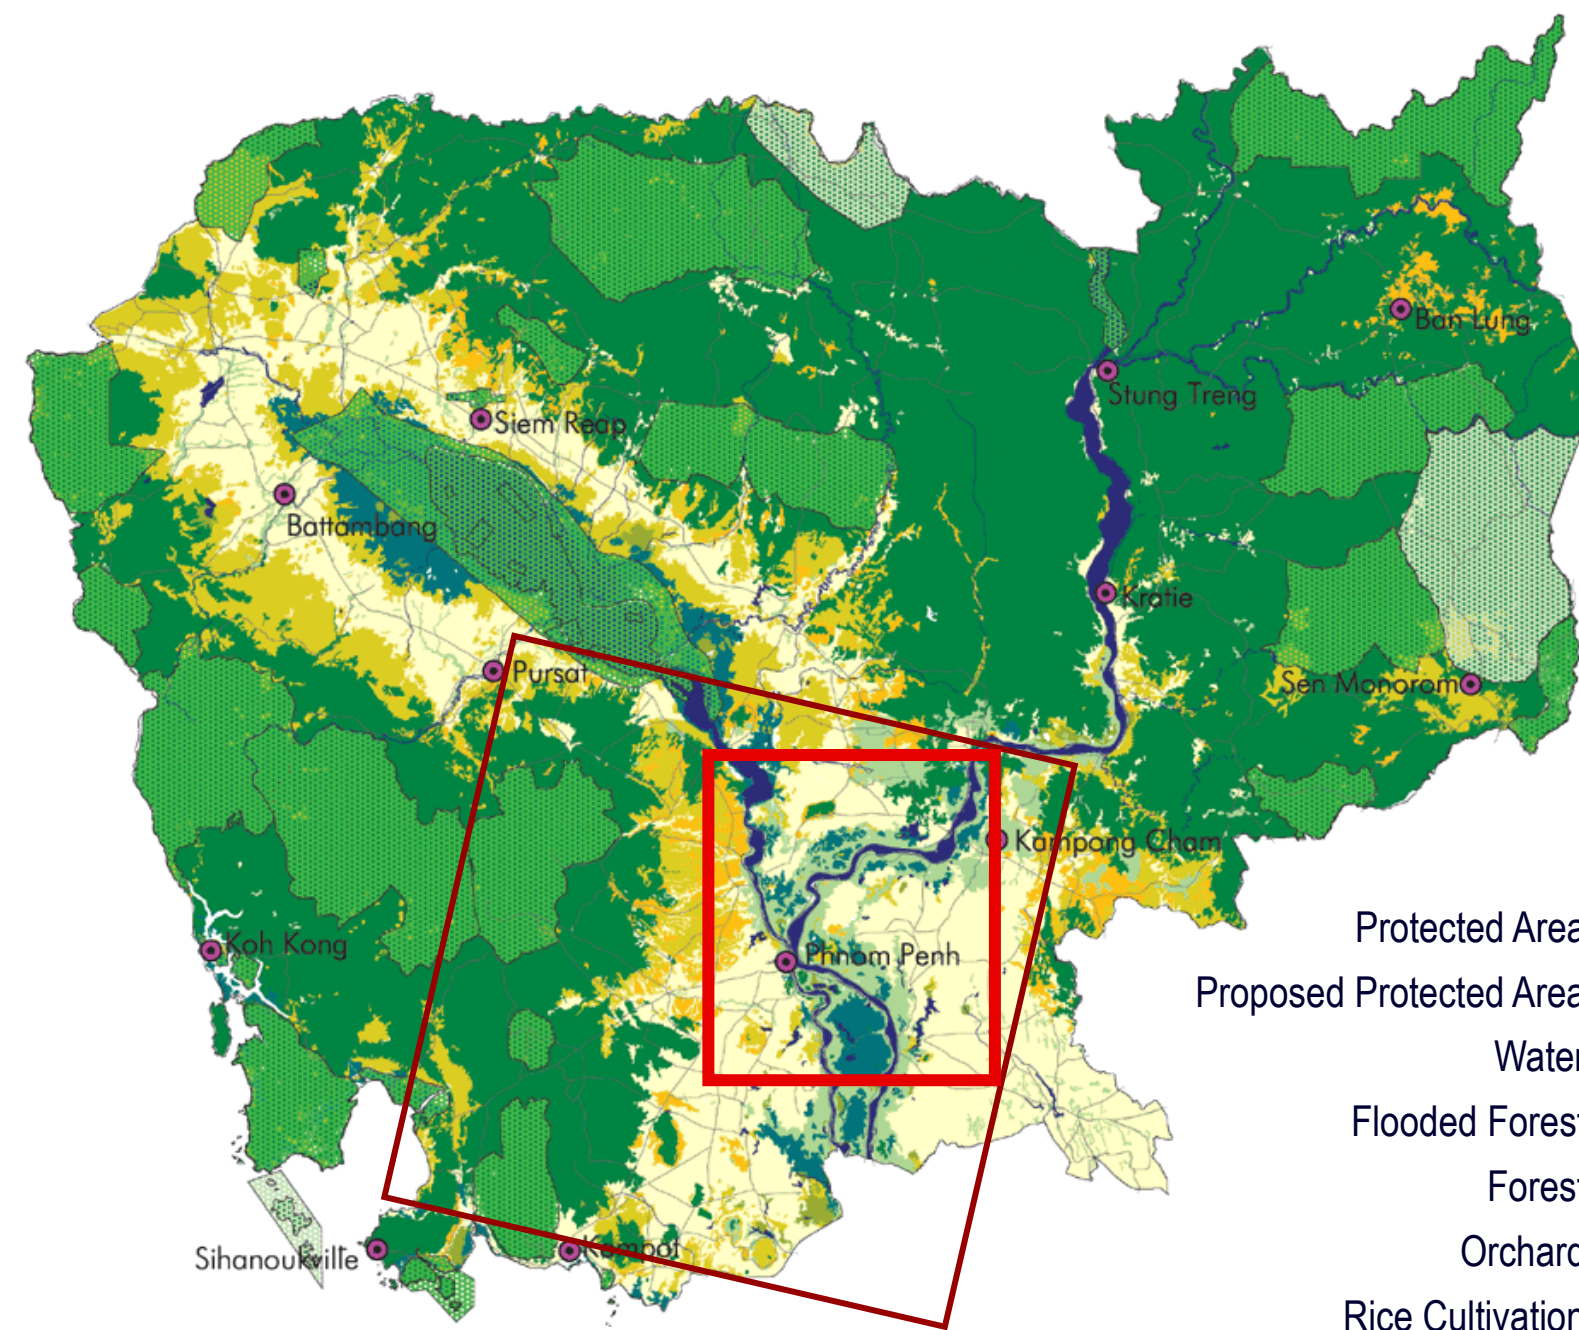 Ban Lung
Stung Treng
Siem Reap
Battambang
Kratie
Pursat
Sen Monorom
Kampong Cham
Protected Area
Koh Kong
Phnom Penh
Proposed Protected Area
Water
Flooded Forest
Forest
Sihanoukville
Kampot
Orchard
Rice Cultivation